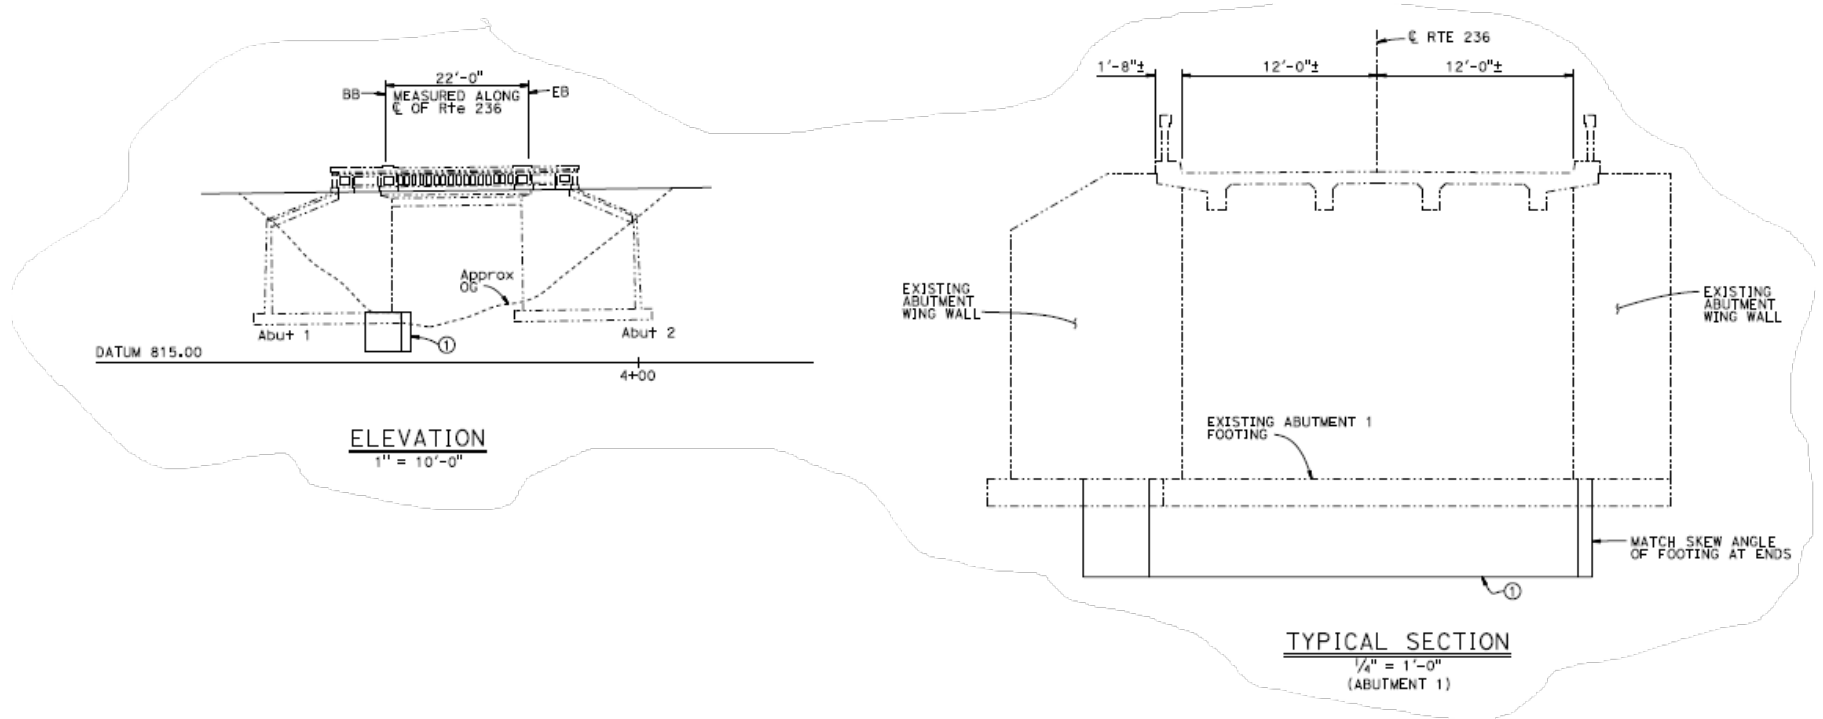 22'-0"
BB
MEASURED ALONG
℄ OF Rte 236
EB
Approx
OG
Abut 1
Abut 2
①
DATUM 815.00
4+00
ELEVATION
1" = 10'-0"
℄ RTE 236
1'-8"±
12'-0"±
12'-0"±
EXISTING
ABUTMENT
WING WALL
EXISTING
ABUTMENT
WING WALL
EXISTING ABUTMENT 1
FOOTING
MATCH SKEW ANGLE
OF FOOTING AT ENDS
①
TYPICAL SECTION
1/4" = 1'-0"
(ABUTMENT 1)